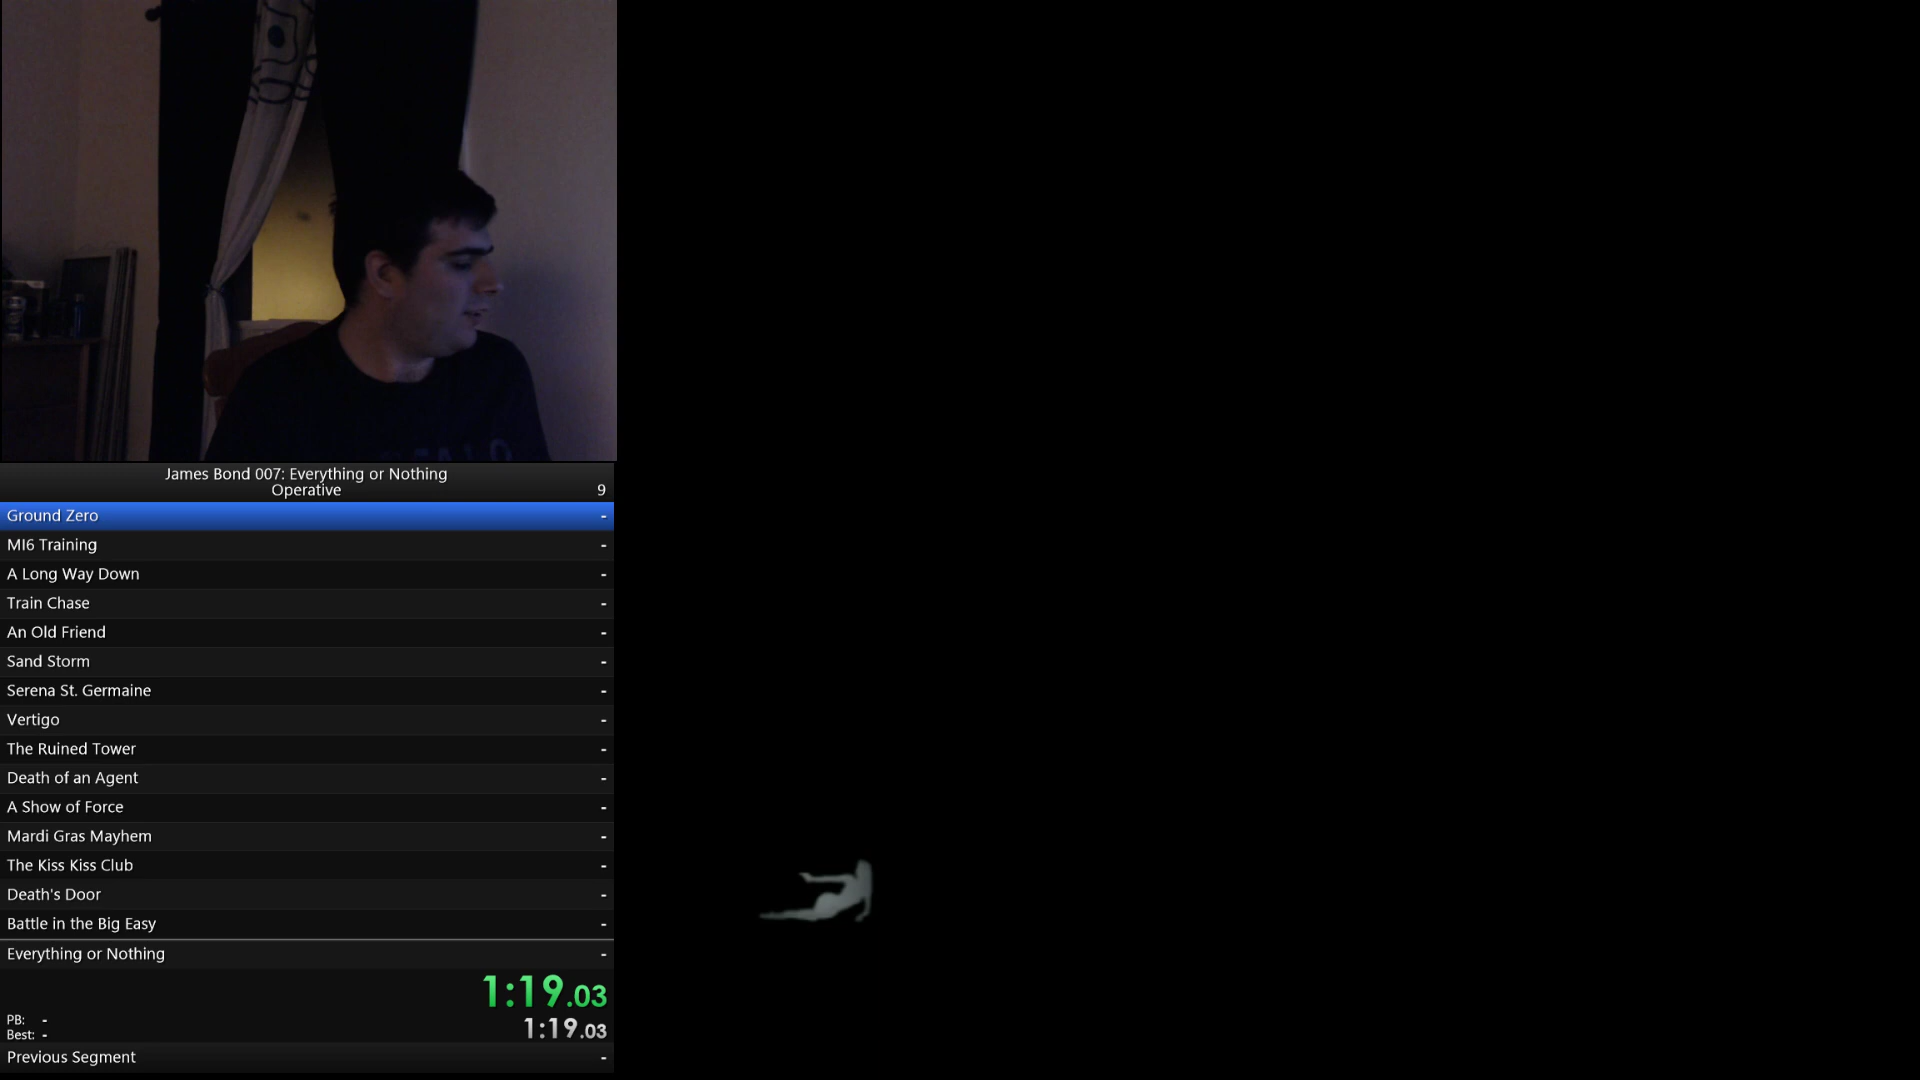 James Bond 007: Everything or Nothing
Operative 9
Ground Zero -
MI6 Training -
A Long Way Down -
Train Chase -
An Old Friend -
Sand Storm -
Serena St. Germaine -
Vertigo -
The Ruined Tower -
Death of an Agent -
A Show of Force -
Mardi Gras Mayhem -
The Kiss Kiss Club -
Death's Door -
Battle in the Big Easy -
Everything or Nothing -
1:19.03
PB: -
Best: -
1:19.03
Previous Segment -